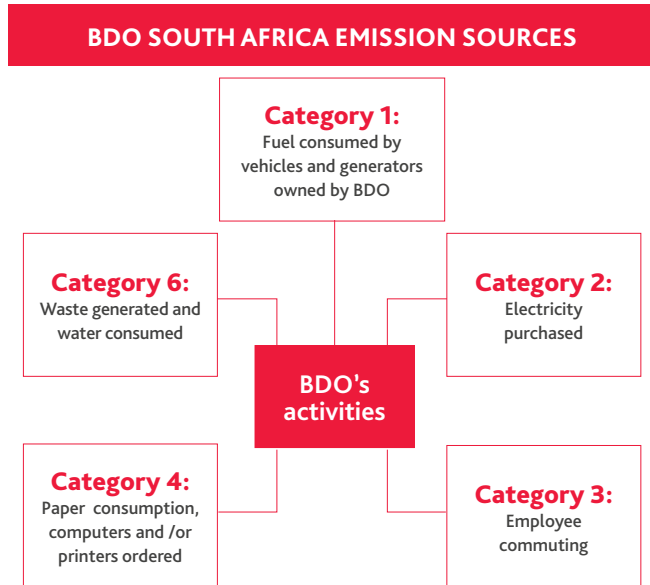 BDO SOUTH AFRICA EMISSION SOURCES
Category 1:
Fuel consumed by
vehicles and generators
owned by BDO
Category 6:
Waste generated and
water consumed
Category 2:
Electricity
purchased
BDO's
activities
Category 4:
Paper consumption,
computers and /or
printers ordered
Category 3:
Employee
commuting